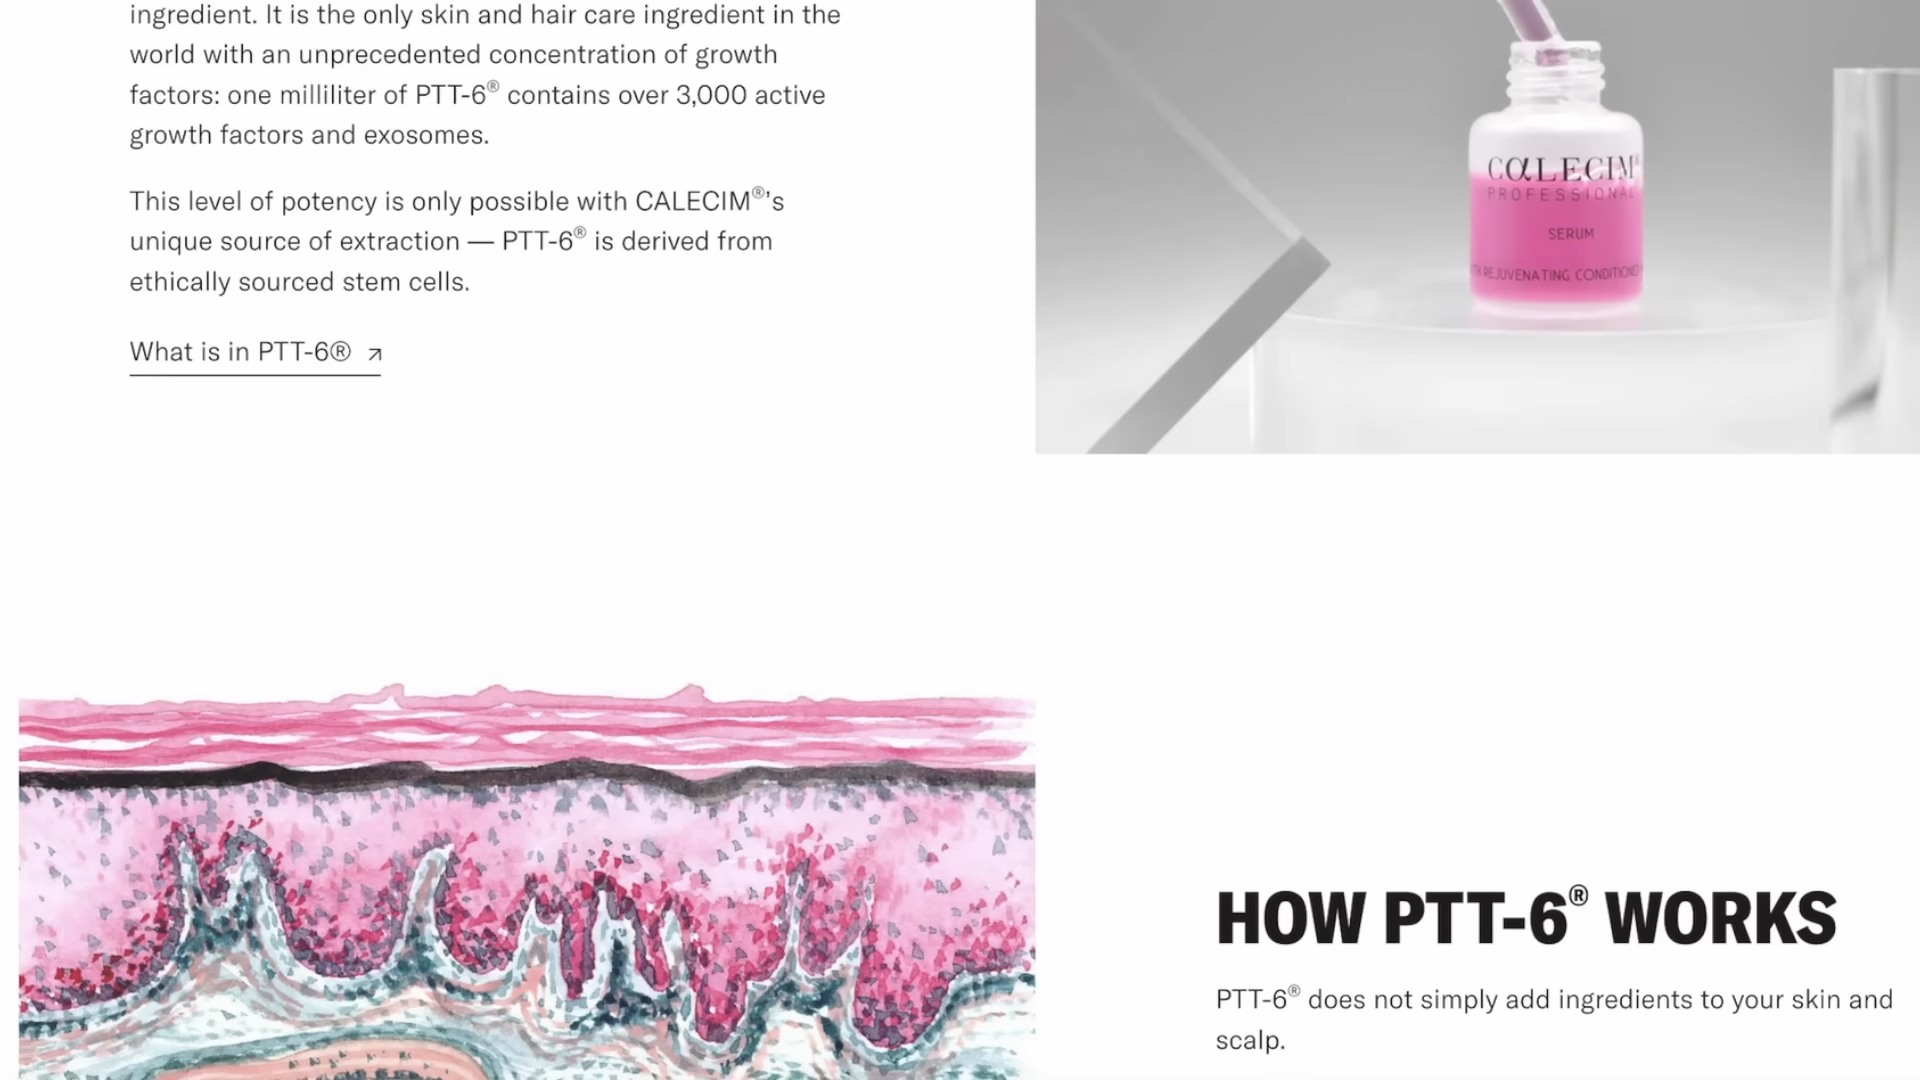 ingredient. It is the only skin and hair care ingredient in the
world with an unprecedented concentration of growth
factors: one milliliter of PTT-6® contains over 3,000 active
growth factors and exosomes.
This level of potency is only possible with CALECIM®'s
unique source of extraction — PTT-6® is derived from
ethically sourced stem cells.
What is in PTT-6® ↗
CαLECIM®
PROFESSIONAL
SERUM
REJUVENATING CONDITIONED
HOW PTT-6® WORKS
PTT-6® does not simply add ingredients to your skin and
scalp.